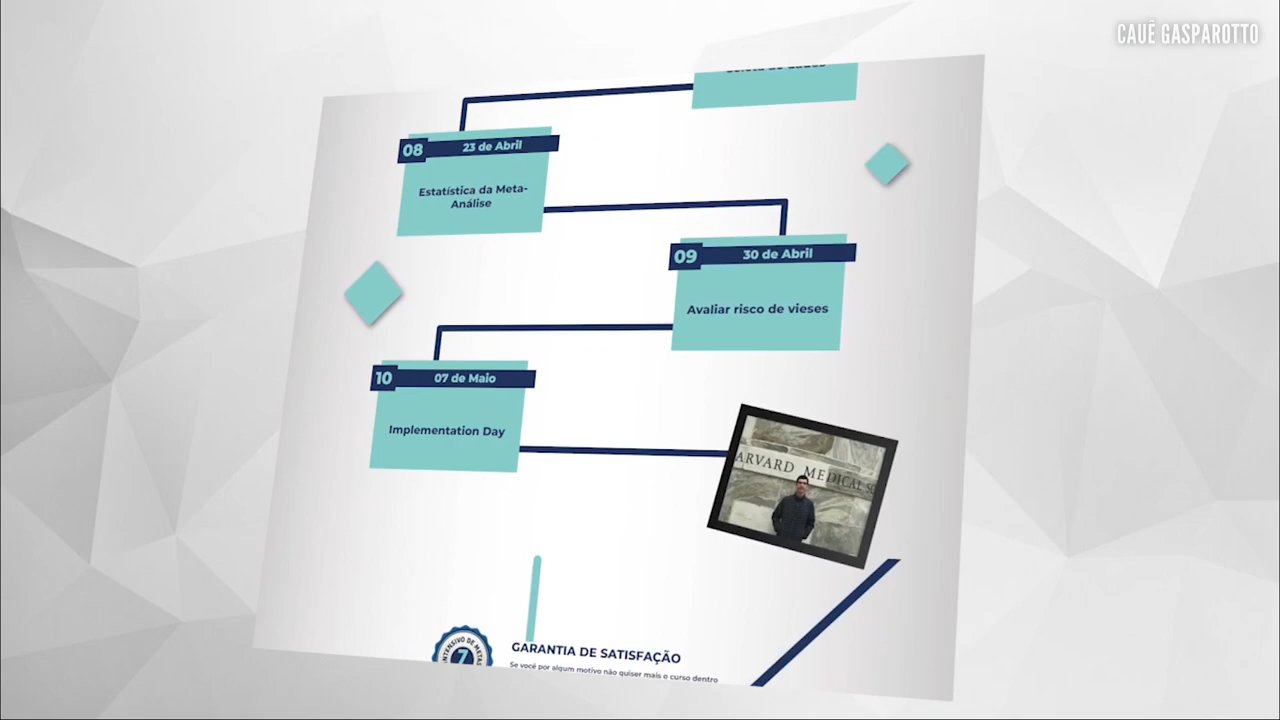 CAUÊ GASPAROTTO
08
23 de Abril
Estatística da Meta-
Análise
09
30 de Abril
Avaliar risco de vieses
10
07 de Maio
Implementation Day
ARVARD MEDICAL
GARANTIA DE SATISFAÇÃO
Se você por algum motivo não quiser mais o curso dentro
7